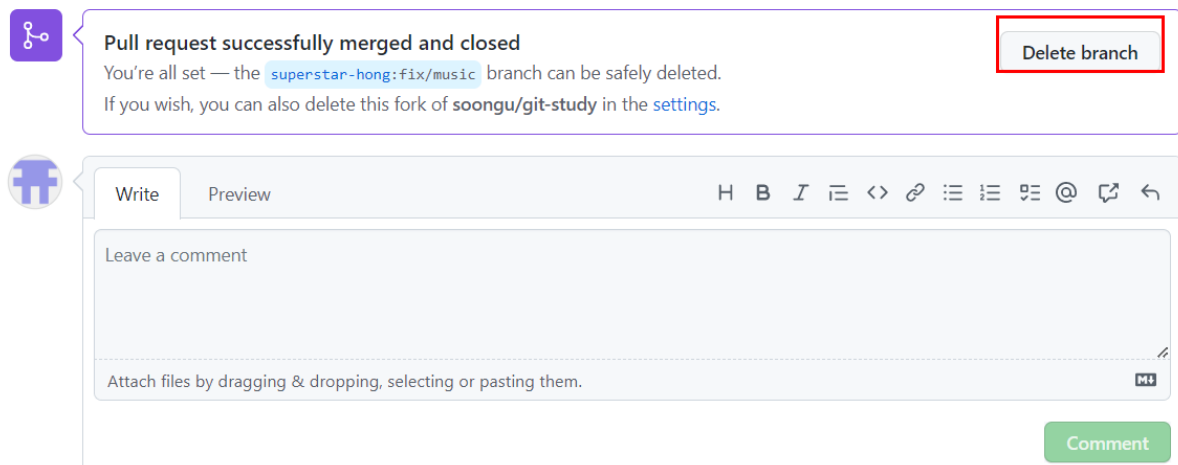 Pull request successfully merged and closed
Delete branch
You're all set — the superstar-hong:fix/music branch can be safely deleted.
If you wish, you can also delete this fork of soongu/git-study in the settings.
Write Preview
Leave a comment
Attach files by dragging & dropping, selecting or pasting them.
Comment